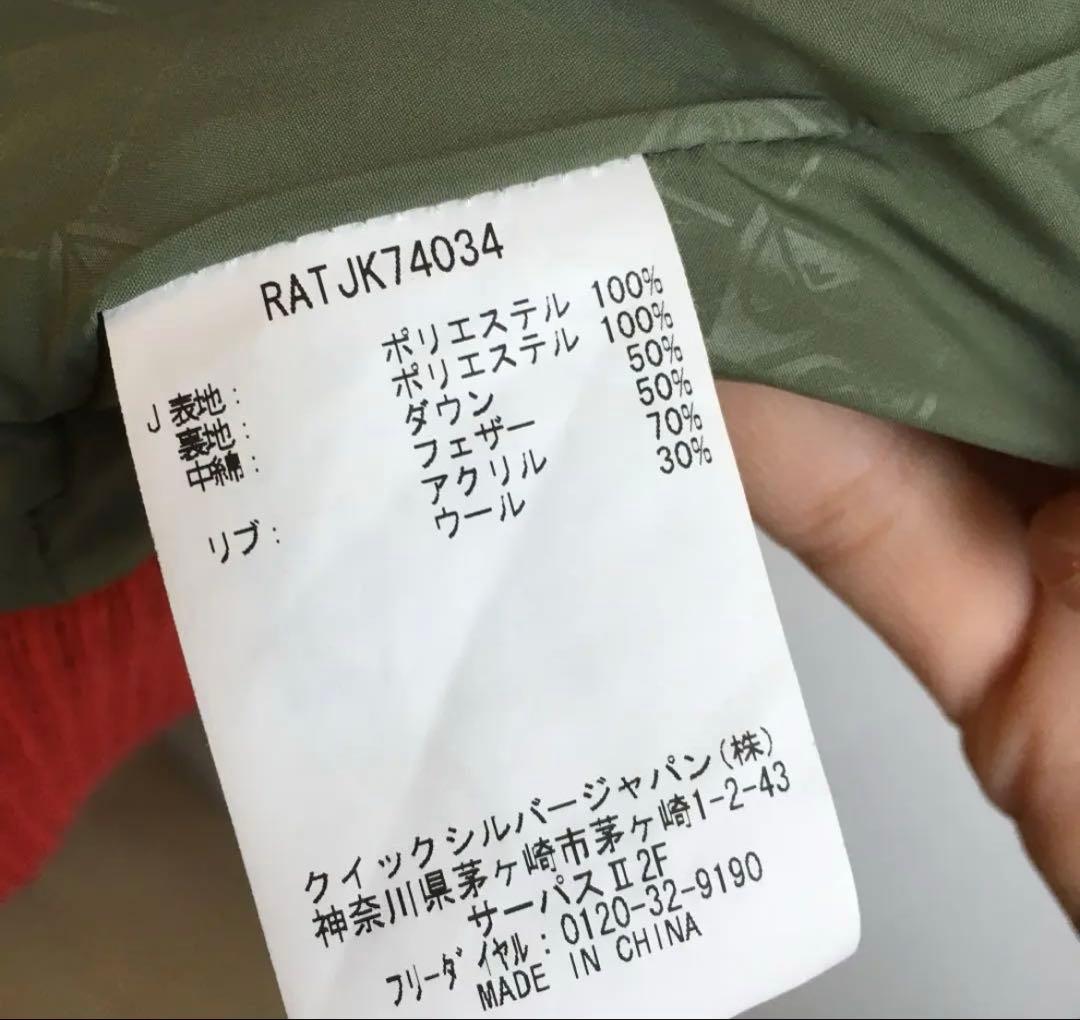 RATJK74034
J 表地: ポリエステル 100%
裏地: ポリエステル 100%
中綿: ダウン 50%
フェザー 50%
リブ: アクリル 70%
ウール 30%
クイックシルバージャパン(株)
神奈川県茅ヶ崎市茅ヶ崎1-2-43
サーパスⅡ2F
フリーダイヤル:0120-32-9190
MADE IN CHINA